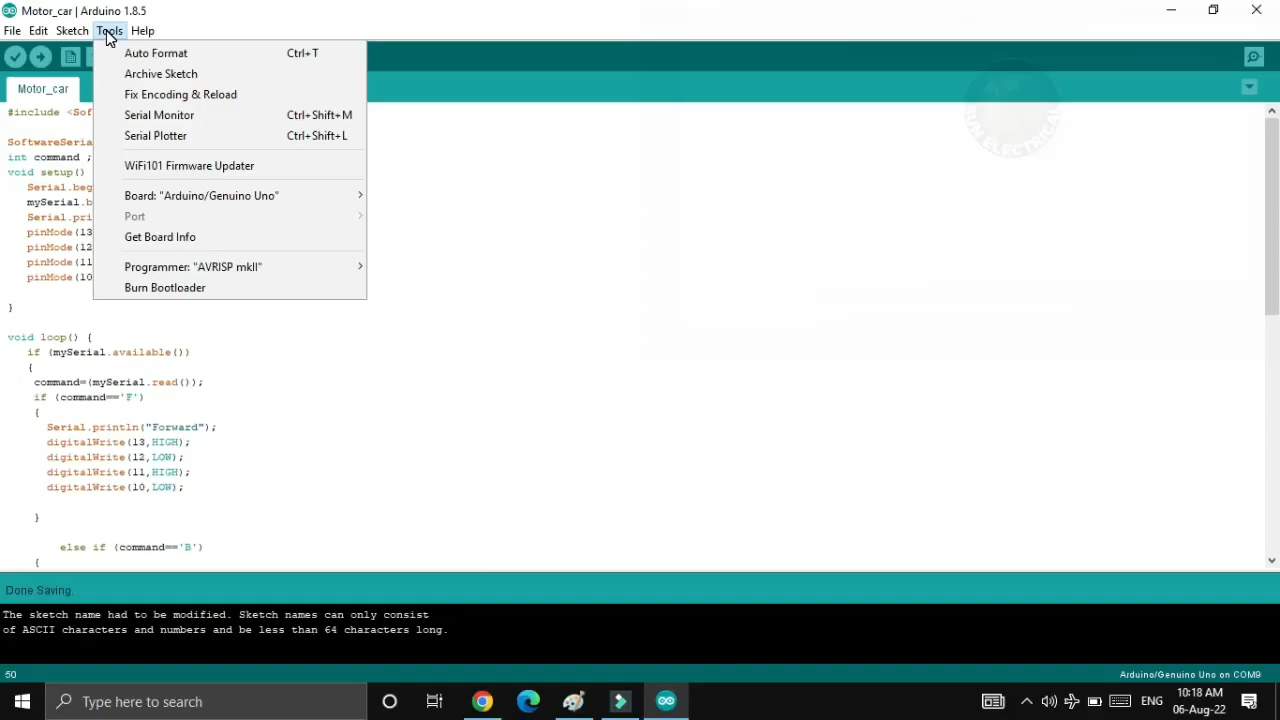 Motor_car | Arduino 1.8.5
File Edit Sketch Tools Help
Auto Format Ctrl+T
Archive Sketch
Fix Encoding & Reload
Serial Monitor Ctrl+Shift+M
Serial Plotter Ctrl+Shift+L
WiFi101 Firmware Updater
Board: "Arduino/Genuino Uno"
Port
Get Board Info
Programmer: "AVRISP mkII"
Burn Bootloader
Motor_car
#include <Sof
SoftwareSeria
int command ;
void setup()
Serial.beg
mySerial.b
Serial.pri
pinMode(13
pinMode(12
pinMode(11
pinMode(10
}
void loop() {
if (mySerial.available())
{
command=(mySerial.read());
if (command=='F')
{
Serial.println("Forward");
digitalWrite(13,HIGH);
digitalWrite(12,LOW);
digitalWrite(11,HIGH);
digitalWrite(10,LOW);
}
else if (command=='B')
{
Done Saving.
The sketch name had to be modified. Sketch names can only consist
of ASCII characters and numbers and be less than 64 characters long.
50 Arduino/Genuino Uno on COM9
Type here to search
ENG
10:18 AM
06-Aug-22